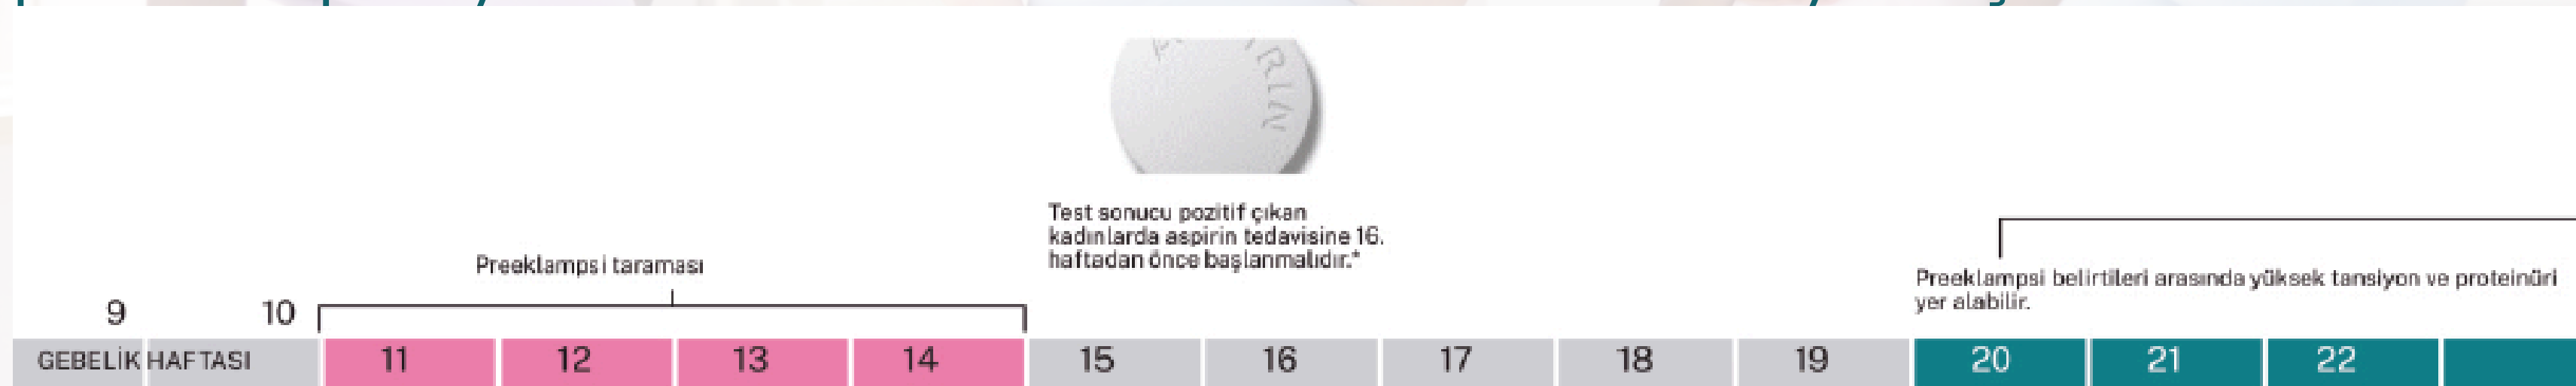 Test sonucu pozitif çıkan
kadınlarda aspirin tedavisine 16.
haftadan önce başlanmalıdır.*
Preeklampsi taraması
Preeklampsi belirtileri arasında yüksek tansiyon ve proteinüri
yer alabilir.
9 10
GEBELİK HAFTASI 11 12 13 14 15 16 17 18 19 20 21 22